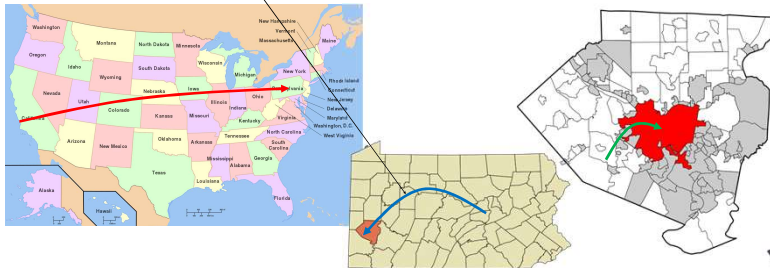 New Hampshire
Vermont
Massachusetts
Washington
Montana
North Dakota
Minnesota
Maine
Oregon
Idaho
South Dakota
Wisconsin
Michigan
New York
Wyoming
Nevada
Utah
Nebraska
Iowa
Rhode Island
Connecticut
New Jersey
Delaware
Maryland
Washington, D.C.
West Virginia
Colorado
Kansas
Missouri
Illinois
Indiana
Ohio
Kentucky
Virginia
North Carolina
Tennessee
South Carolina
Arizona
New Mexico
Oklahoma
Arkansas
Mississippi
Alabama
Georgia
Texas
Louisiana
Florida
Alaska
Hawaii